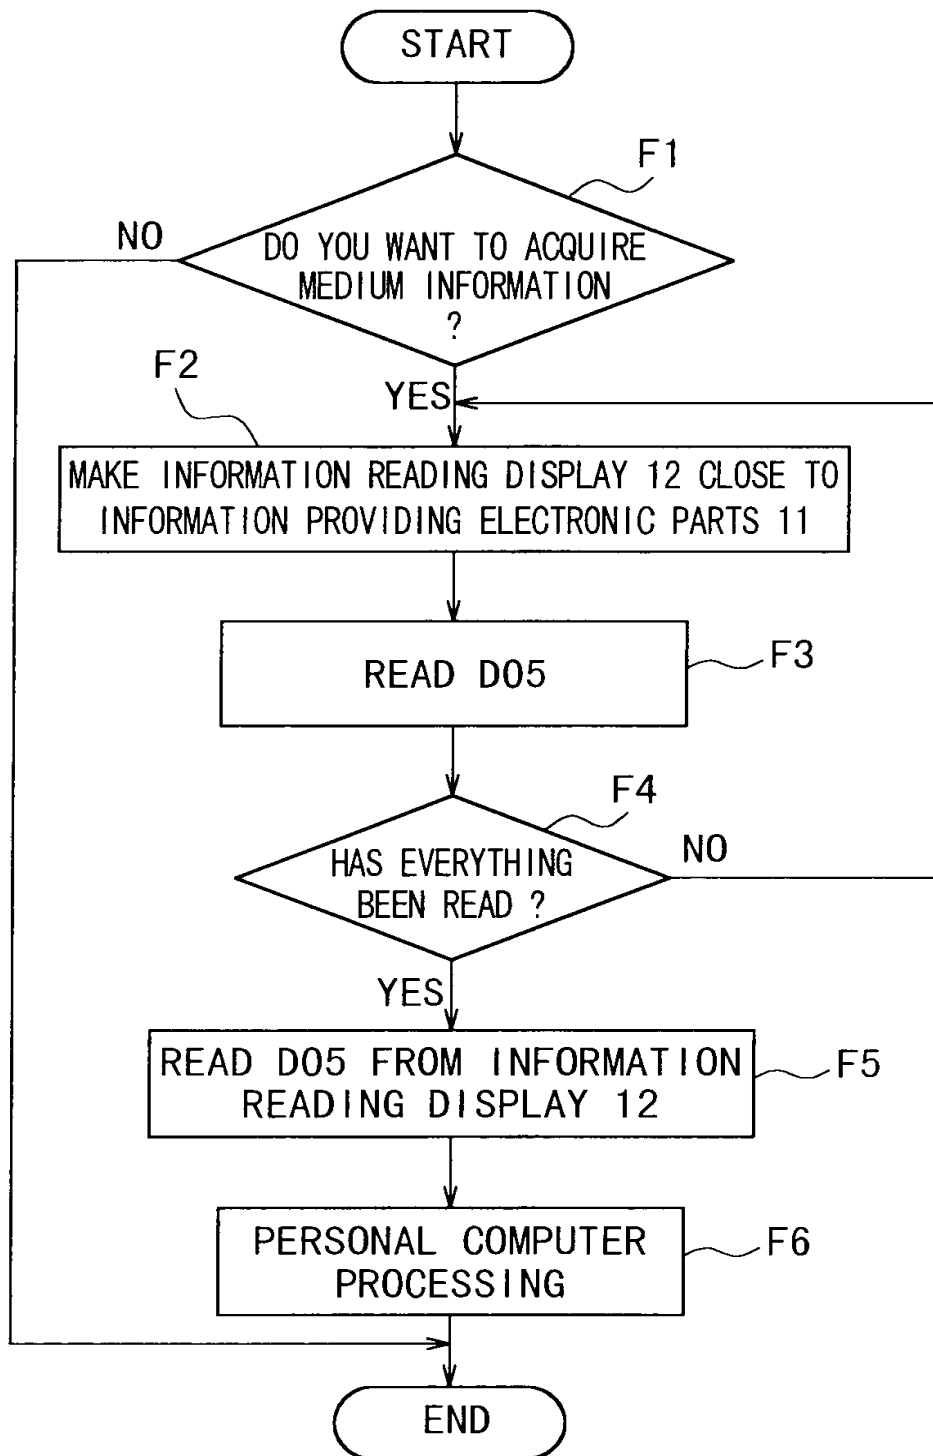 START
F1
NO
DO YOU WANT TO ACQUIRE
MEDIUM INFORMATION
?
F2
YES
MAKE INFORMATION READING DISPLAY 12 CLOSE TO
INFORMATION PROVIDING ELECTRONIC PARTS 11
READ D05
F3
F4
HAS EVERYTHING
BEEN READ ?
NO
YES
READ D05 FROM INFORMATION
READING DISPLAY 12
F5
PERSONAL COMPUTER
PROCESSING
F6
END